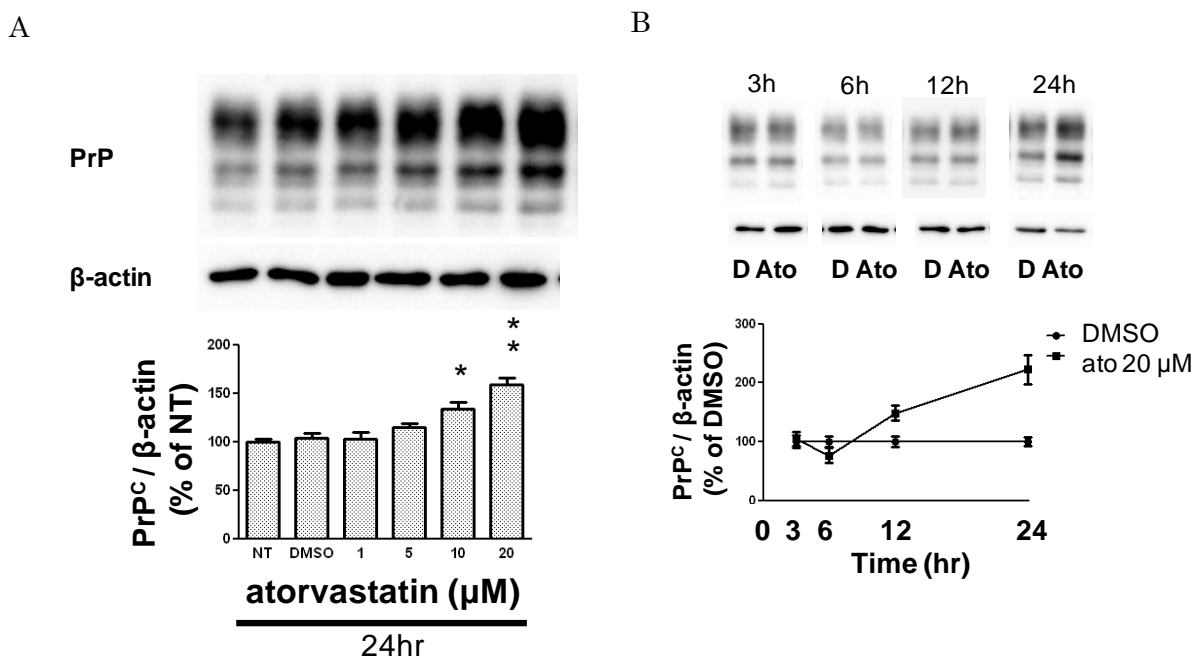 A
PrP
β-actin
* * *
PrPᶜ / β-actin
(% of NT)
200
150
100
50
0
NT DMSO 1 5 10 20
atorvastatin (µM)
24hr
B
3h 6h 12h 24h
D Ato D Ato D Ato D Ato
PrPᶜ / β-actin
(% of DMSO)
300
200
100
0
DMSO
ato 20 µM
0 3 6 12 24
Time (hr)